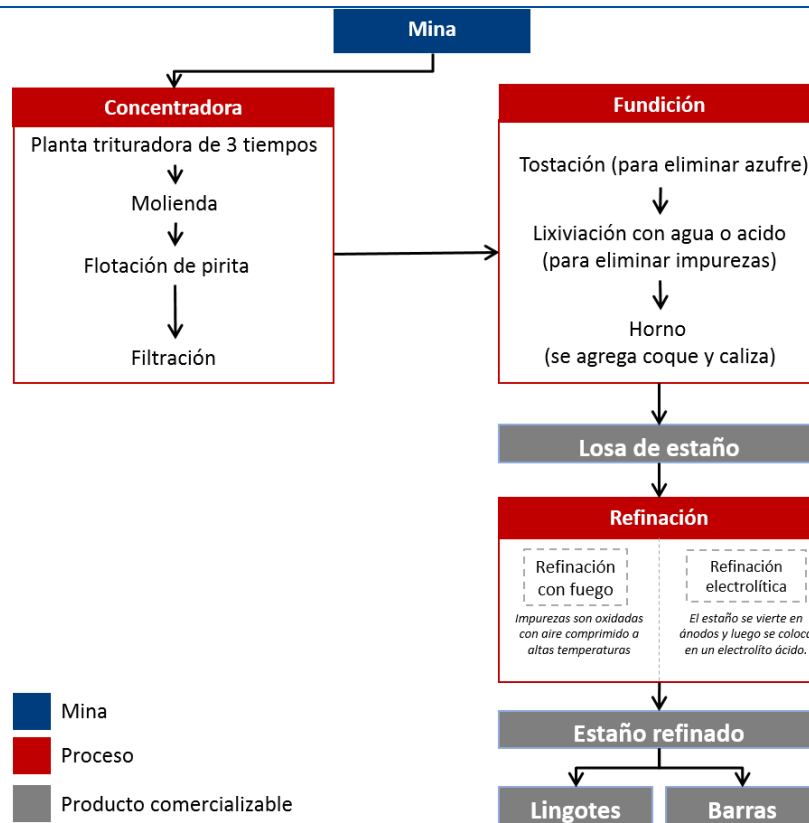 Mina
Concentradora
Planta trituradora de 3 tiempos
Molienda
Flotación de pirita
Filtración
Fundición
Tostación (para eliminar azufre)
Lixiviación con agua o acido
(para eliminar impurezas)
Horno
(se agrega coque y caliza)
Losa de estaño
Refinación
Refinación
con fuego
Impurezas son oxidadas
con aire comprimido a
altas temperaturas
Refinación
electrolítica
El estaño se vierte en
ánodos y luego se coloca
en un electrolíto ácido.
Estaño refinado
Lingotes
Barras
Mina
Proceso
Producto comercializable